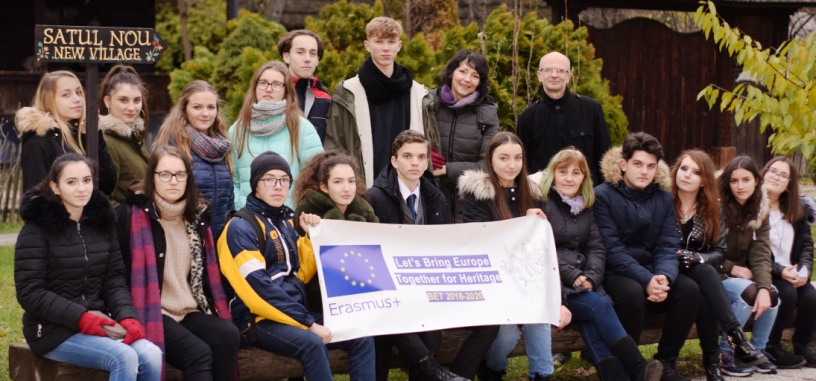 SATUL NOU
NEW VILLAGE
Let's Bring Europe
Together for Heritage
BET 2018-2020
Erasmus+